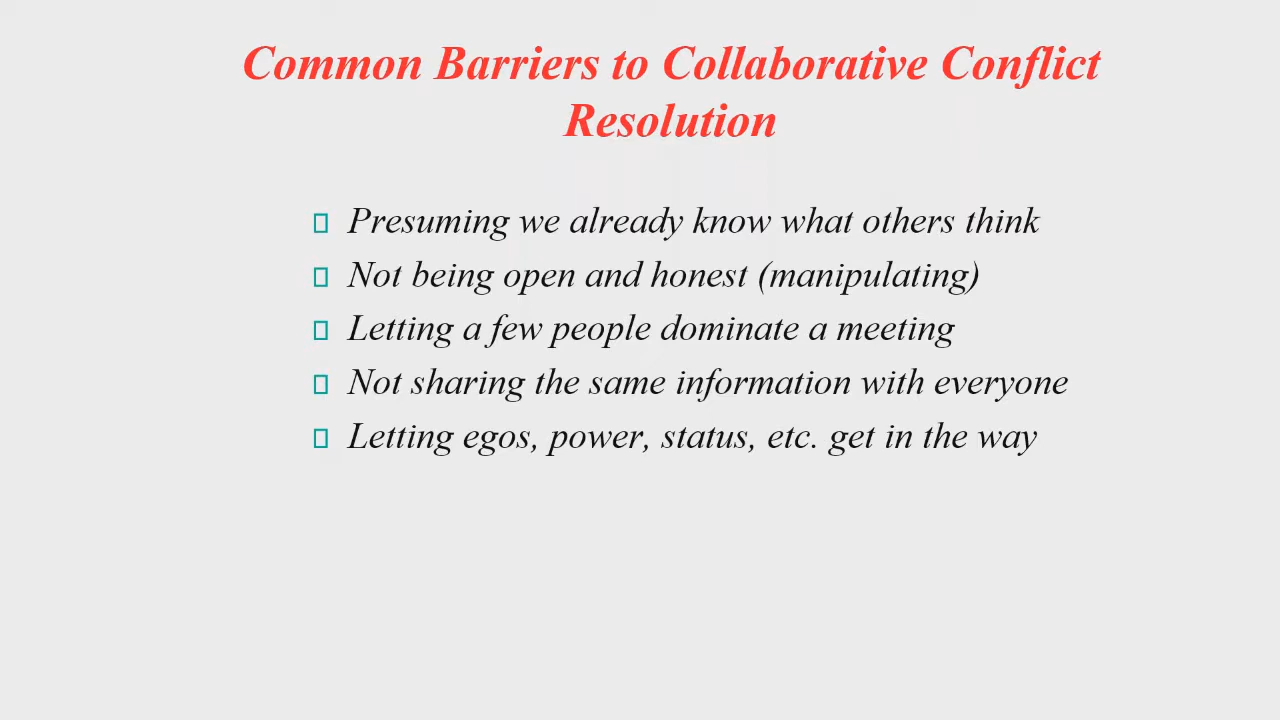 Common Barriers to Collaborative Conflict
Resolution
Presuming we already know what others think
Not being open and honest (manipulating)
Letting a few people dominate a meeting
Not sharing the same information with everyone
Letting egos, power, status, etc. get in the way